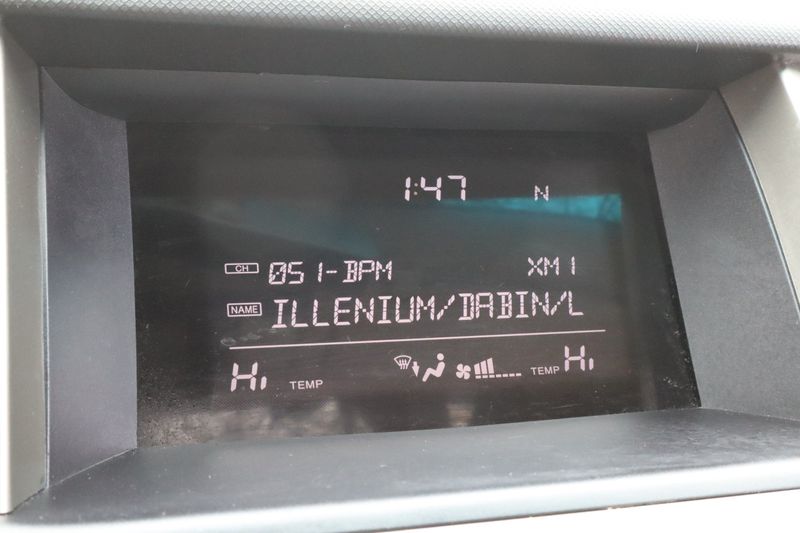 1:47 N
CH 051-BPM XM1
NAME ILLENIUM/DABIN/L
Hi TEMP TEMP Hi